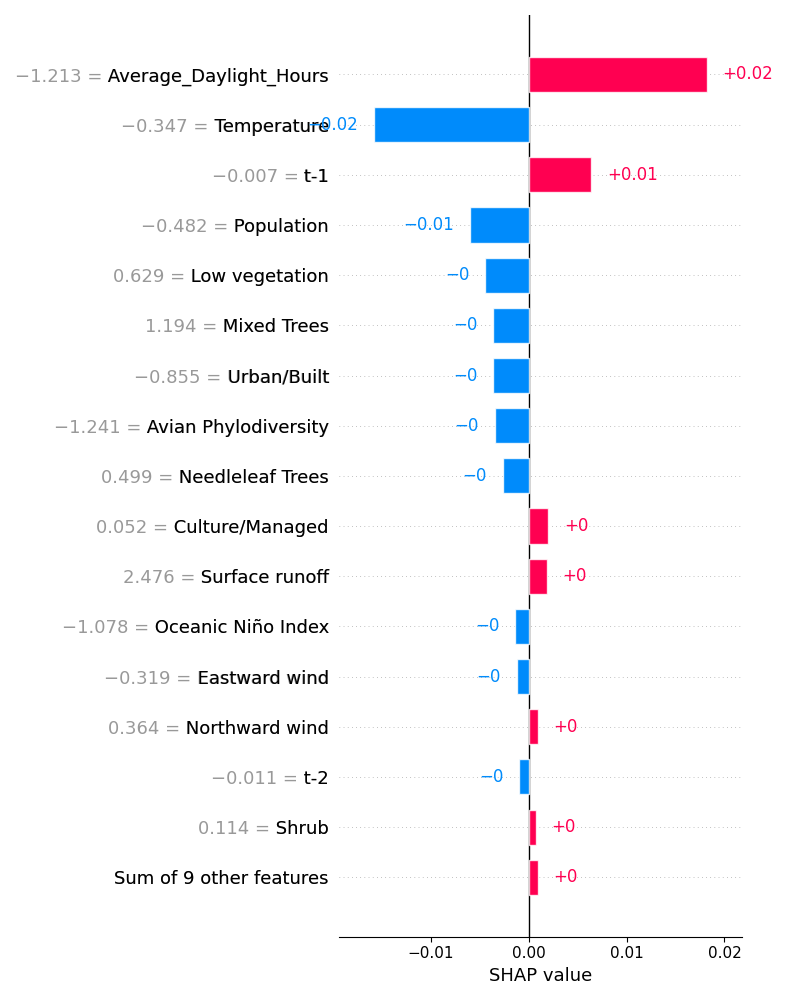 −1.213 = Average_Daylight_Hours +0.02
−0.347 = Temperature −0.02
−0.007 = t-1 +0.01
−0.482 = Population −0.01
0.629 = Low vegetation −0
1.194 = Mixed Trees −0
−0.855 = Urban/Built −0
−1.241 = Avian Phylodiversity −0
0.499 = Needleleaf Trees −0
0.052 = Culture/Managed +0
2.476 = Surface runoff +0
−1.078 = Oceanic Niño Index −0
−0.319 = Eastward wind −0
0.364 = Northward wind +0
−0.011 = t-2 −0
0.114 = Shrub +0
Sum of 9 other features +0
−0.01 0.00 0.01 0.02
SHAP value